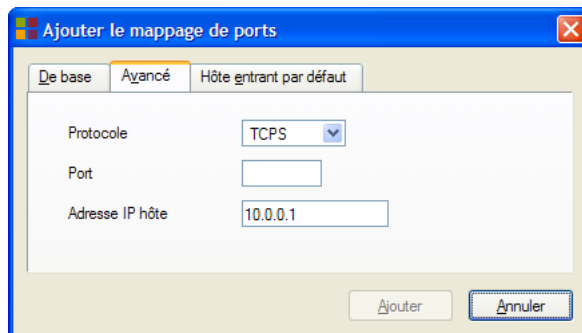 Ajouter le mappage de ports
De base Avancé Hôte entrant par défaut
Protocole TCPS
Port
Adresse IP hôte 10.0.0.1
Ajouter Annuler